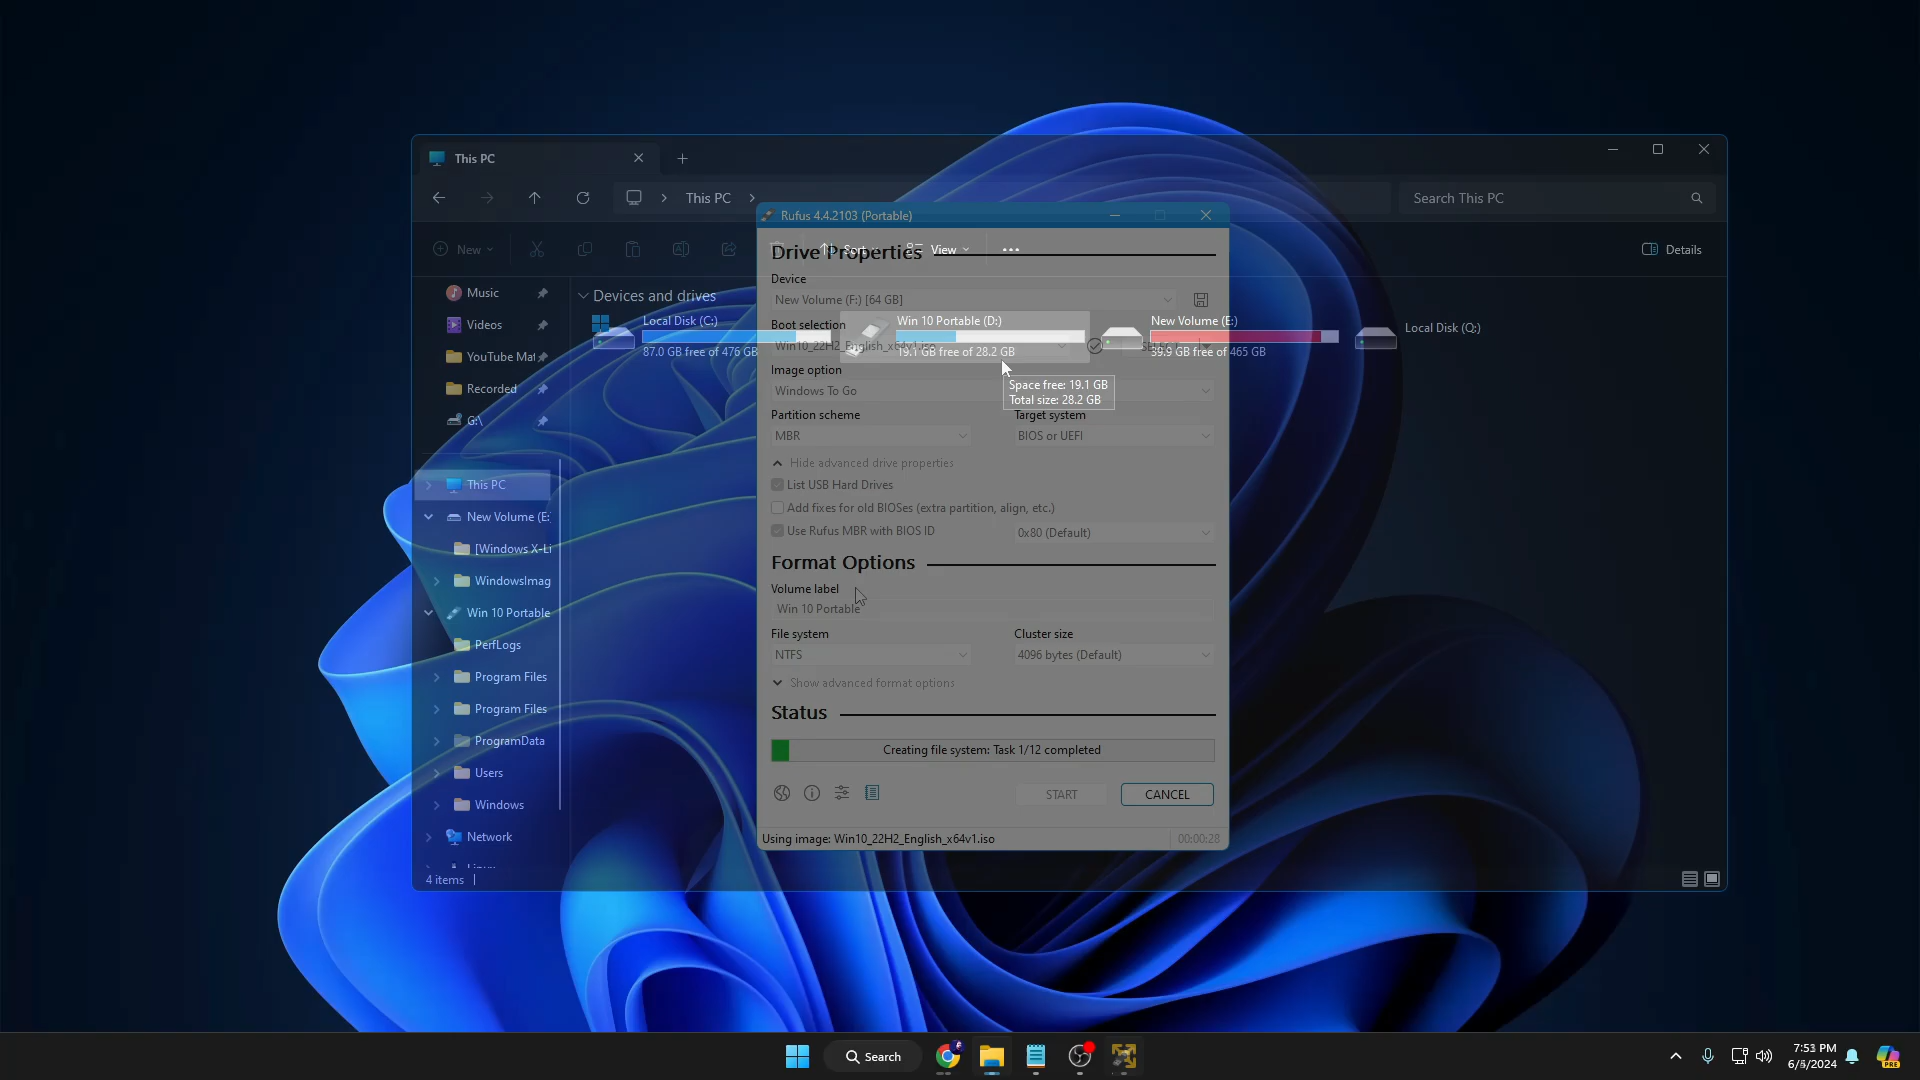 This PC
This PC
Search This PC
Rufus 4.4.2103 (Portable)
New
Sort
View
Details
Drive Properties
Device
New Volume (F:) [64 GB]
Music
Videos
YouTube Mat
Recorded
G:\
This PC
New Volume (E:
[Windows X-Li
WindowsImag
Win 10 Portable
PerfLogs
Program Files
Program Files
ProgramData
Users
Windows
Network
4 items
Devices and drives
Local Disk (C:)
87.0 GB free of 476 GB
Win 10 Portable (D:)
19.1 GB free of 28.2 GB
New Volume (E:)
39.9 GB free of 465 GB
Local Disk (Q:)
Space free: 19.1 GB
Total size: 28.2 GB
Boot selection
Win10_22H2_English_x64v1.iso
Image option
Windows To Go
Partition scheme
Target system
MBR
BIOS or UEFI
Hide advanced drive properties
List USB Hard Drives
Add fixes for old BIOSes (extra partition, align, etc.)
Use Rufus MBR with BIOS ID
0x80 (Default)
Format Options
Volume label
Win 10 Portable
File system
Cluster size
NTFS
4096 bytes (Default)
Show advanced format options
Status
Creating file system: Task 1/12 completed
START
CANCEL
Using image: Win10_22H2_English_x64v1.iso
00:00:28
Search
7:53 PM
PRE